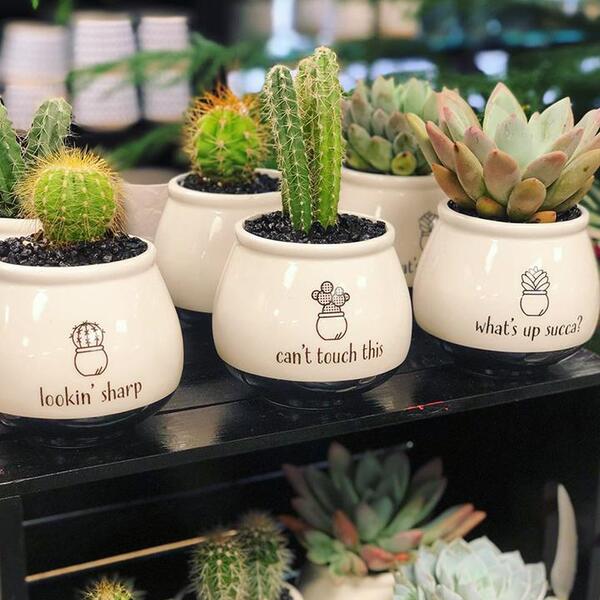 lookin' sharp
can't touch this
what's up succa?